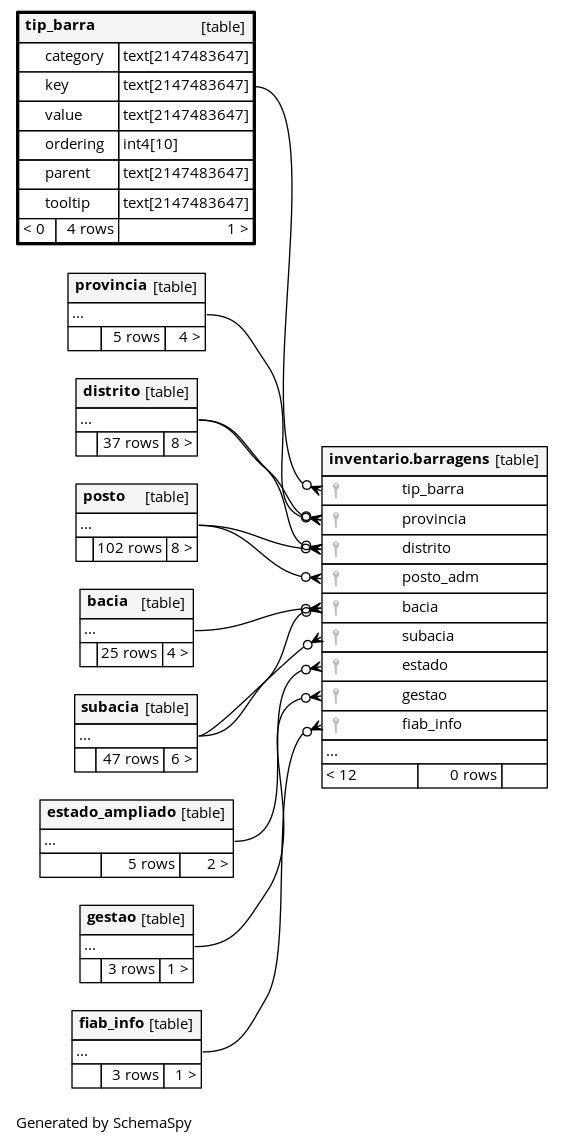 tip_barra [table]
category text[2147483647]
key text[2147483647]
value text[2147483647]
ordering int4[10]
parent text[2147483647]
tooltip text[2147483647]
< 0 4 rows 1 >
provincia [table]
...
5 rows 4 >
distrito [table]
...
37 rows 8 >
posto [table]
...
102 rows 8 >
bacia [table]
...
25 rows 4 >
subacia [table]
...
47 rows 6 >
estado_ampliado [table]
...
5 rows 2 >
gestao [table]
...
3 rows 1 >
fiab_info [table]
...
3 rows 1 >
inventario.barragens [table]
tip_barra
provincia
distrito
posto_adm
bacia
subacia
estado
gestao
fiab_info
...
< 12 0 rows
Generated by SchemaSpy